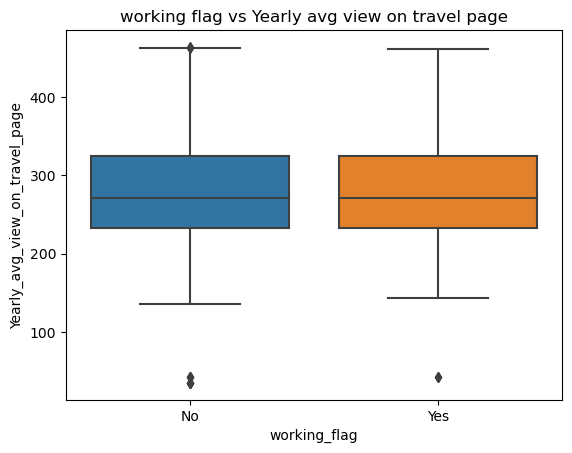 working flag vs Yearly avg view on travel page
Yearly_avg_view_on_travel_page
400
300
200
100
No
Yes
working_flag